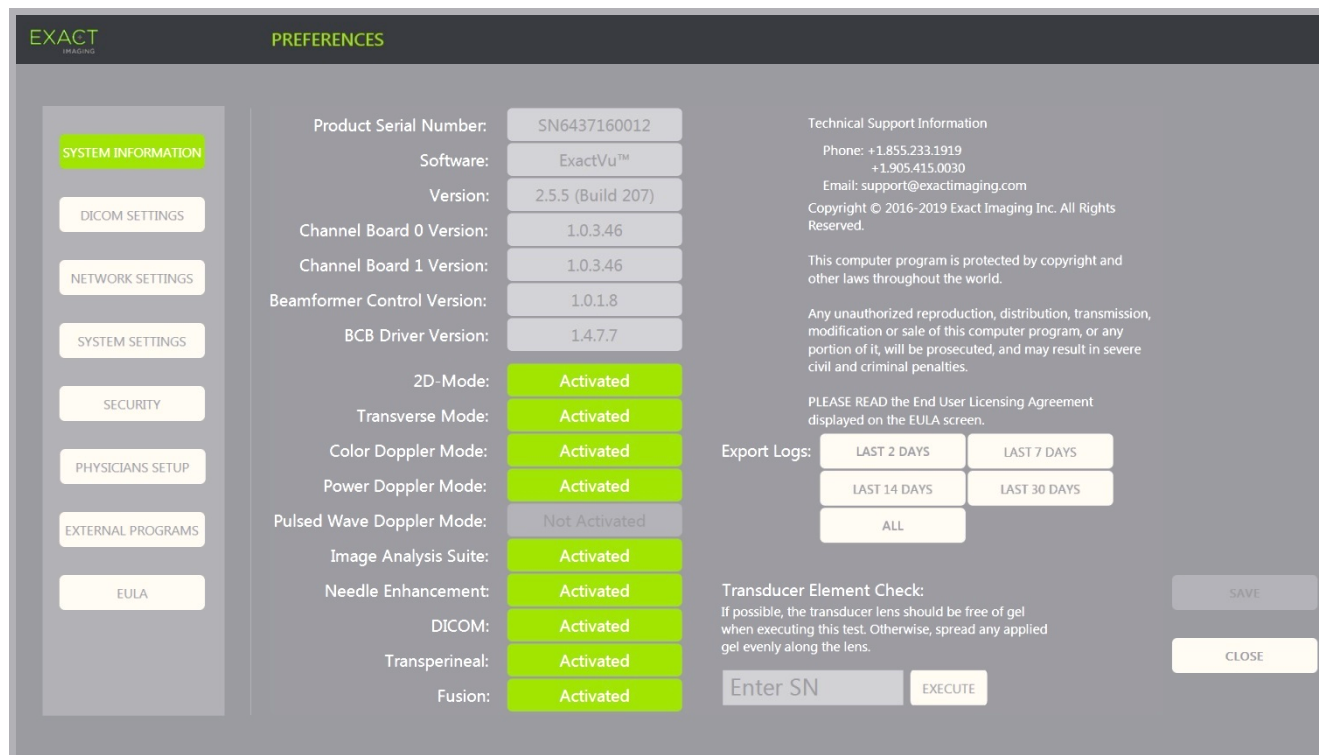 EXACT
IMAGING
PREFERENCES
SYSTEM INFORMATION
DICOM SETTINGS
NETWORK SETTINGS
SYSTEM SETTINGS
SECURITY
PHYSICIANS SETUP
EXTERNAL PROGRAMS
EULA
Product Serial Number: SN6437160012
Software: ExactVu™
Version: 2.5.5 (Build 207)
Channel Board 0 Version: 1.0.3.46
Channel Board 1 Version: 1.0.3.46
Beamformer Control Version: 1.0.1.8
BCB Driver Version: 1.4.7.7
2D-Mode: Activated
Transverse Mode: Activated
Color Doppler Mode: Activated
Power Doppler Mode: Activated
Pulsed Wave Doppler Mode: Not Activated
Image Analysis Suite: Activated
Needle Enhancement: Activated
DICOM: Activated
Transperineal: Activated
Fusion: Activated
Technical Support Information
Phone: +1.855.233.1919
+1.905.415.0030
Email: support@exactimaging.com
Copyright © 2016-2019 Exact Imaging Inc. All Rights
Reserved.
This computer program is protected by copyright and
other laws throughout the world.
Any unauthorized reproduction, distribution, transmission,
modification or sale of this computer program, or any
portion of it, will be prosecuted, and may result in severe
civil and criminal penalties.
PLEASE READ the End User Licensing Agreement
displayed on the EULA screen.
Export Logs: LAST 2 DAYS LAST 7 DAYS
LAST 14 DAYS LAST 30 DAYS
ALL
Transducer Element Check:
If possible, the transducer lens should be free of gel
when executing this test. Otherwise, spread any applied
gel evenly along the lens.
Enter SN EXECUTE
SAVE
CLOSE